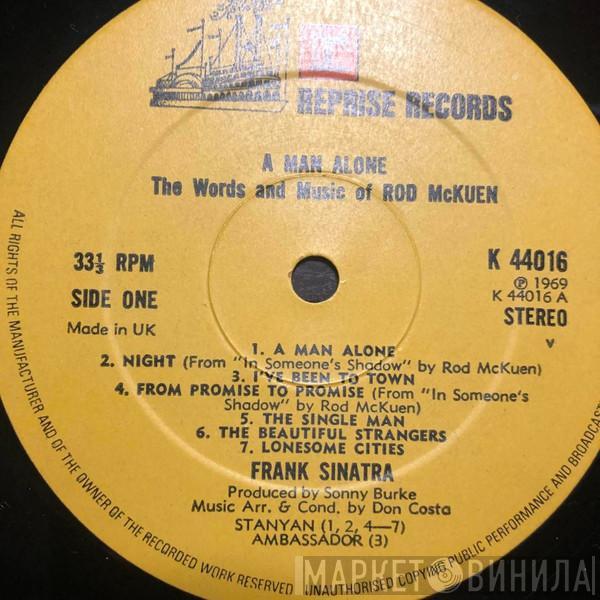 REPRISE RECORDS
A MAN ALONE
The Words and Music of ROD McKUEN
33⅓ RPM
SIDE ONE
Made in UK
K 44016
℗ 1969
K 44016 A
STEREO
v
1. A MAN ALONE
2. NIGHT (From "In Someone's Shadow" by Rod McKuen)
3. I'VE BEEN TO TOWN
4. FROM PROMISE TO PROMISE (From "In Someone's
Shadow" by Rod McKuen)
5. THE SINGLE MAN
6. THE BEAUTIFUL STRANGERS
7. LONESOME CITIES
FRANK SINATRA
Produced by Sonny Burke
Music Arr. & Cond. by Don Costa
STANYAN (1, 2, 4—7)
AMBASSADOR (3)
ALL RIGHTS OF THE MANUFACTURER AND OF THE OWNER OF THE RECORDED WORK RESERVED UNAUTHORISED COPYING PUBLIC PERFORMANCE AND BROADCAS
МАРКЕТ ВИНИЛА